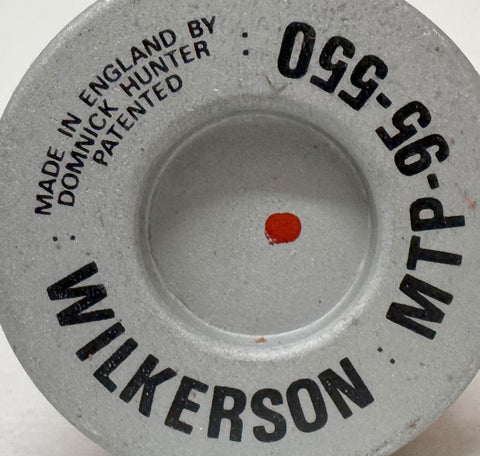 MADE IN ENGLAND BY
DOMNICK HUNTER
PATENTED
WILKERSON
MTP-95-550